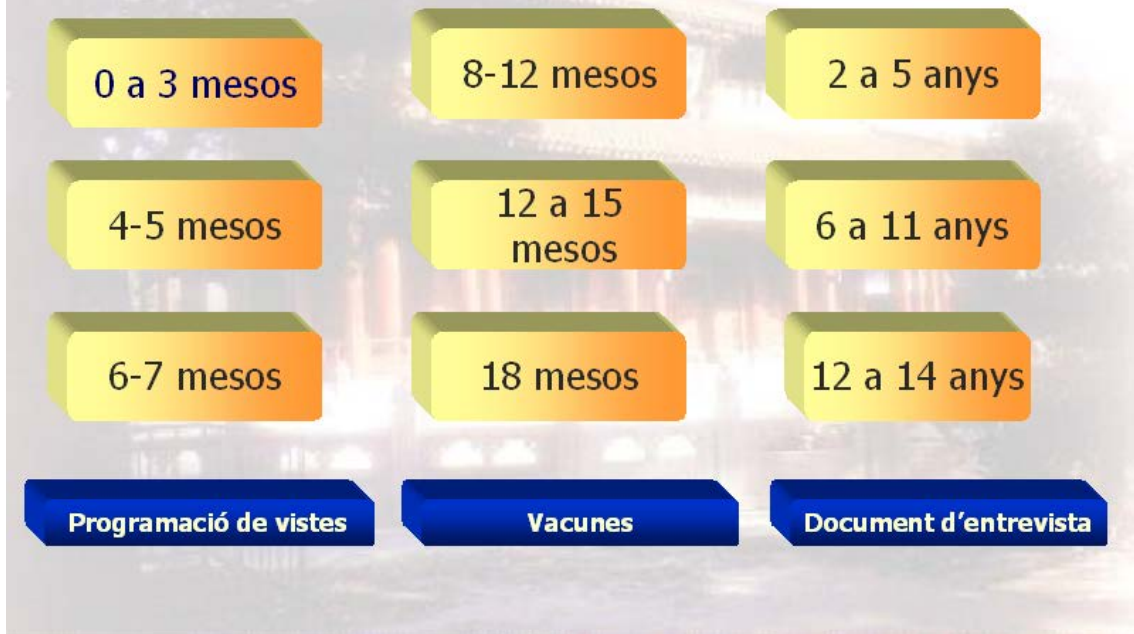 0 a 3 mesos
8-12 mesos
2 a 5 anys
4-5 mesos
12 a 15
mesos
6 a 11 anys
6-7 mesos
18 mesos
12 a 14 anys
Programació de vistes
Vacunes
Document d’entrevista